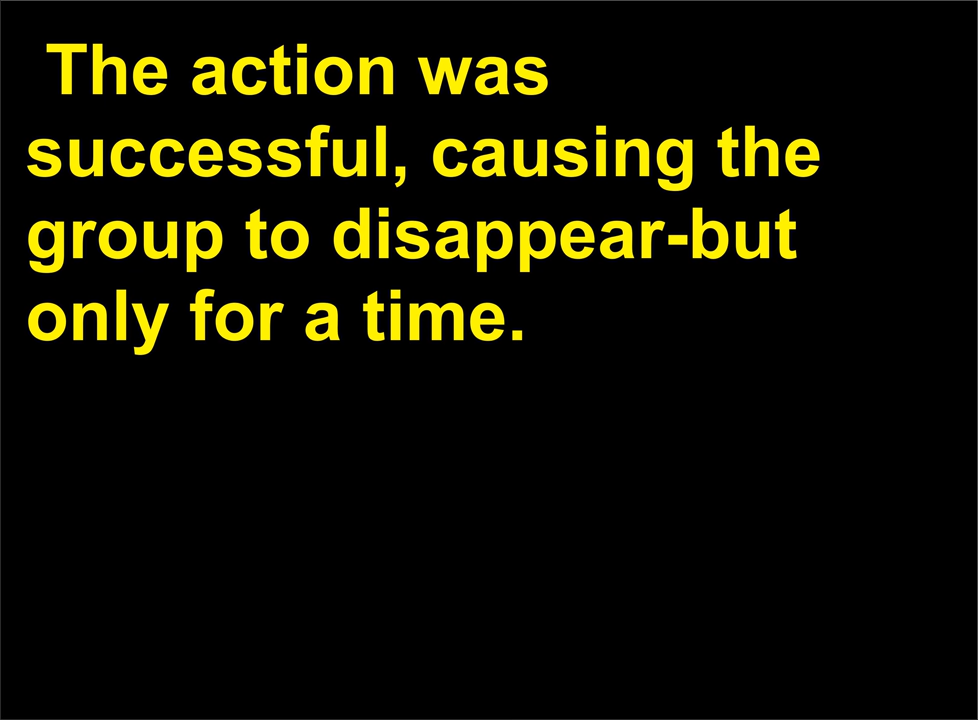 The action was
successful, causing the
group to disappear-but
only for a time.